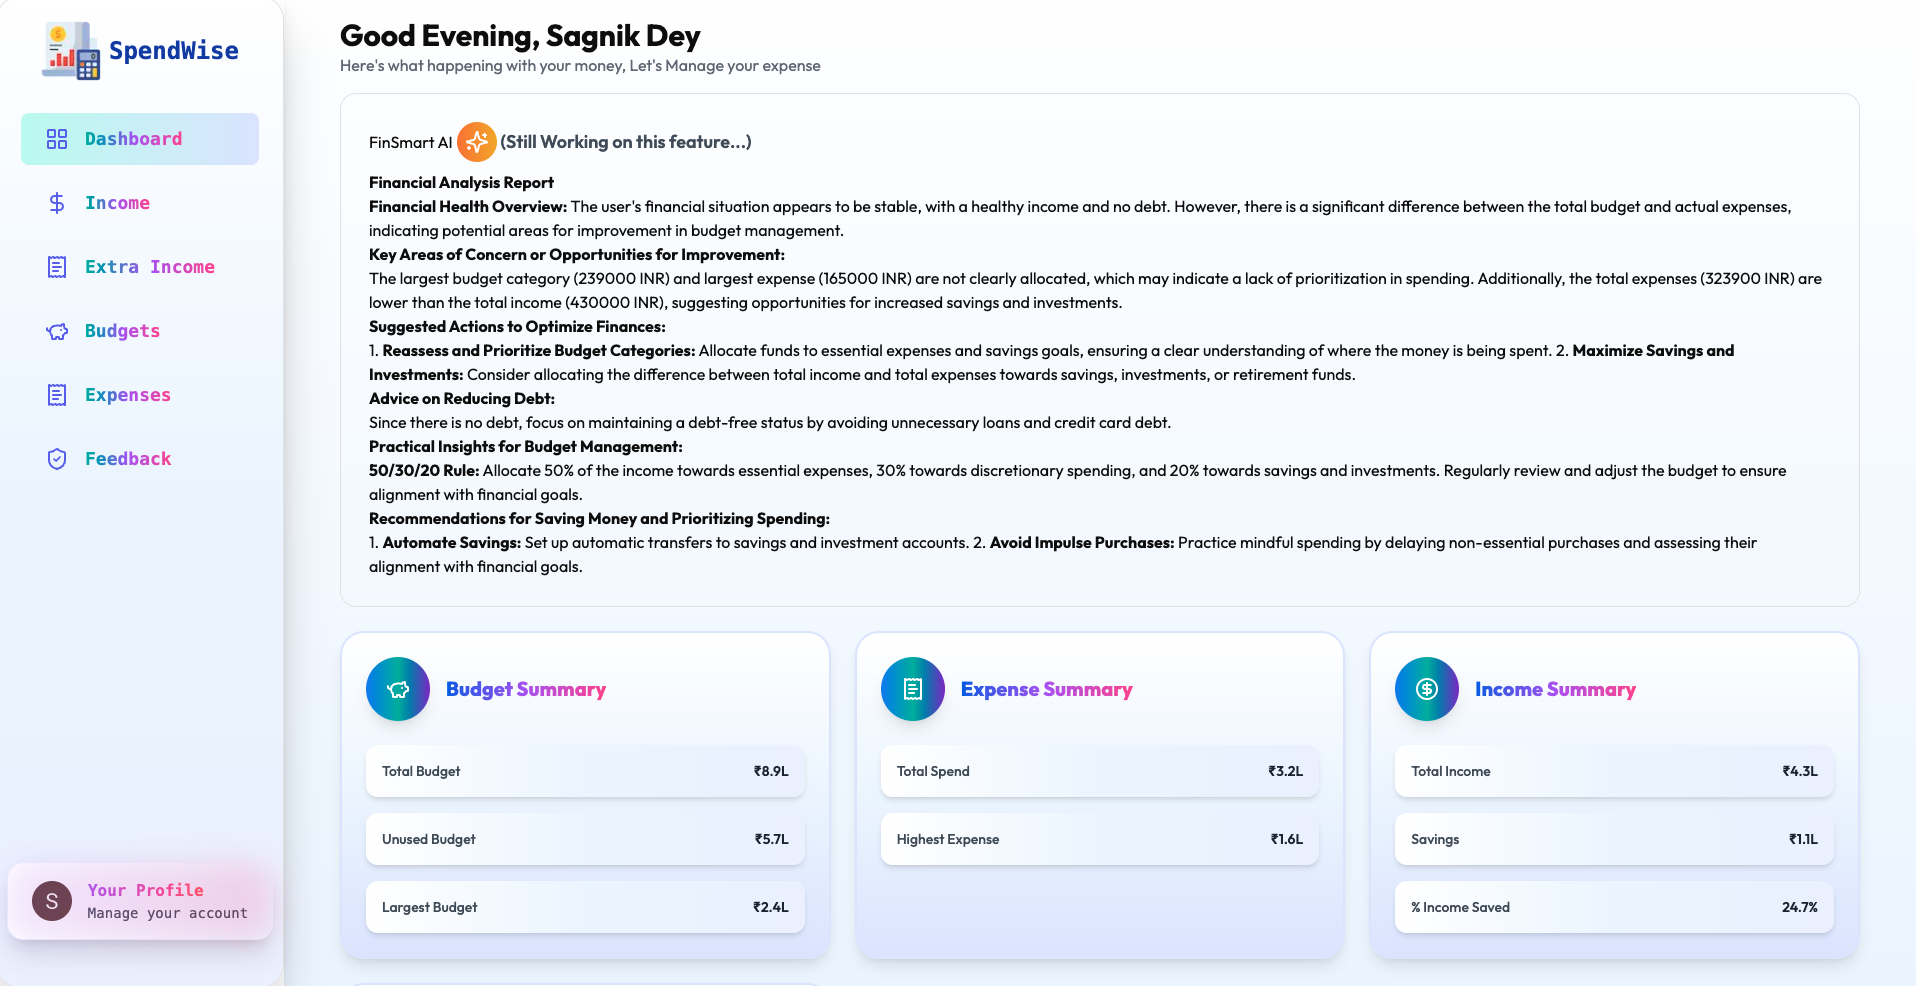 SpendWise
Dashboard
Income
Extra Income
Budgets
Expenses
Feedback
S
Your Profile
Manage your account
Good Evening, Sagnik Dey
Here's what happening with your money, Let's Manage your expense
FinSmart AI (Still Working on this feature...)
Financial Analysis Report
Financial Health Overview: The user's financial situation appears to be stable, with a healthy income and no debt. However, there is a significant difference between the total budget and actual expenses,
indicating potential areas for improvement in budget management.
Key Areas of Concern or Opportunities for Improvement:
The largest budget category (239000 INR) and largest expense (165000 INR) are not clearly allocated, which may indicate a lack of prioritization in spending. Additionally, the total expenses (323900 INR) are
lower than the total income (430000 INR), suggesting opportunities for increased savings and investments.
Suggested Actions to Optimize Finances:
1. Reassess and Prioritize Budget Categories: Allocate funds to essential expenses and savings goals, ensuring a clear understanding of where the money is being spent. 2. Maximize Savings and
Investments: Consider allocating the difference between total income and total expenses towards savings, investments, or retirement funds.
Advice on Reducing Debt:
Since there is no debt, focus on maintaining a debt-free status by avoiding unnecessary loans and credit card debt.
Practical Insights for Budget Management:
50/30/20 Rule: Allocate 50% of the income towards essential expenses, 30% towards discretionary spending, and 20% towards savings and investments. Regularly review and adjust the budget to ensure
alignment with financial goals.
Recommendations for Saving Money and Prioritizing Spending:
1. Automate Savings: Set up automatic transfers to savings and investment accounts. 2. Avoid Impulse Purchases: Practice mindful spending by delaying non-essential purchases and assessing their
alignment with financial goals.
Budget Summary
Total Budget ₹8.9L
Unused Budget ₹5.7L
Largest Budget ₹2.4L
Expense Summary
Total Spend ₹3.2L
Highest Expense ₹1.6L
Income Summary
Total Income ₹4.3L
Savings ₹1.1L
% Income Saved 24.7%